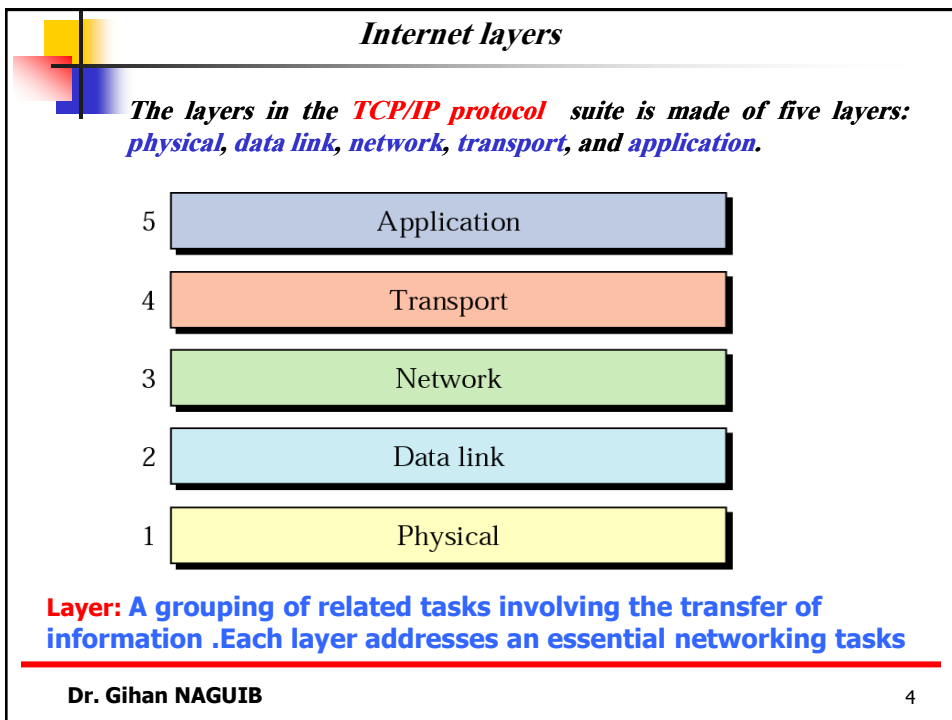 Internet layers
The layers in the TCP/IP protocol suite is made of five layers:
physical, data link, network, transport, and application.
5 Application
4 Transport
3 Network
2 Data link
1 Physical
Layer: A grouping of related tasks involving the transfer of
information .Each layer addresses an essential networking tasks
Dr. Gihan NAGUIB 4